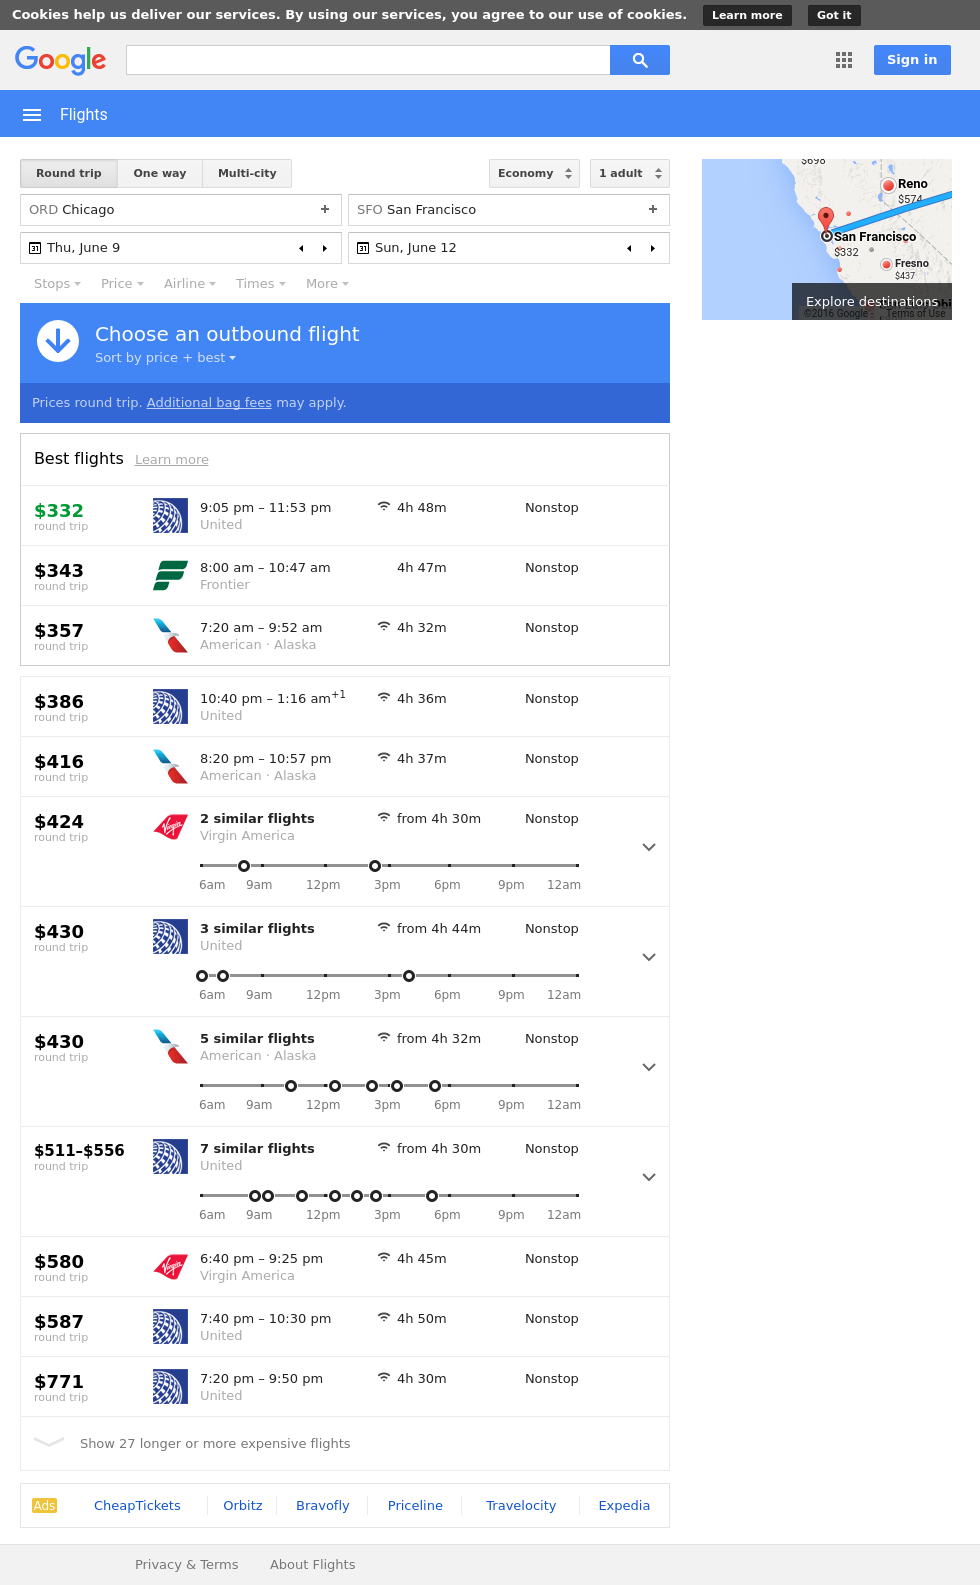 Cookies help us deliver our services. By using our services, you agree to our use of cookies. Learn more Got it
Google Sign in
Flights
Round trip One way Multi-city Economy 1 adult
ORD Chicago + SFO San Francisco +
31 Thu, June 9 31 Sun, June 12
Stops Price Airline Times More
$698
Reno
$574
San Francisco
$332
Fresno
$437
Explore destinations
©2016 Google Terms of Use
Choose an outbound flight
Sort by price + best
Prices round trip. Additional bag fees may apply.
Best flights Learn more
$332 9:05 pm – 11:53 pm 4h 48m Nonstop
round trip United
$343 8:00 am – 10:47 am 4h 47m Nonstop
round trip Frontier
$357 7:20 am – 9:52 am 4h 32m Nonstop
round trip American · Alaska
$386 10:40 pm – 1:16 am+1 4h 36m Nonstop
round trip United
$416 8:20 pm – 10:57 pm 4h 37m Nonstop
round trip American · Alaska
$424 Virgin 2 similar flights from 4h 30m Nonstop
round trip Virgin America
6am 9am 12pm 3pm 6pm 9pm 12am
$430 3 similar flights from 4h 44m Nonstop
round trip United
6am 9am 12pm 3pm 6pm 9pm 12am
$430 5 similar flights from 4h 32m Nonstop
round trip American · Alaska
6am 9am 12pm 3pm 6pm 9pm 12am
$511–$556 7 similar flights from 4h 30m Nonstop
round trip United
6am 9am 12pm 3pm 6pm 9pm 12am
$580 Virgin 6:40 pm – 9:25 pm 4h 45m Nonstop
round trip Virgin America
$587 7:40 pm – 10:30 pm 4h 50m Nonstop
round trip United
$771 7:20 pm – 9:50 pm 4h 30m Nonstop
round trip United
Show 27 longer or more expensive flights
Ads CheapTickets Orbitz Bravofly Priceline Travelocity Expedia
Privacy & Terms About Flights